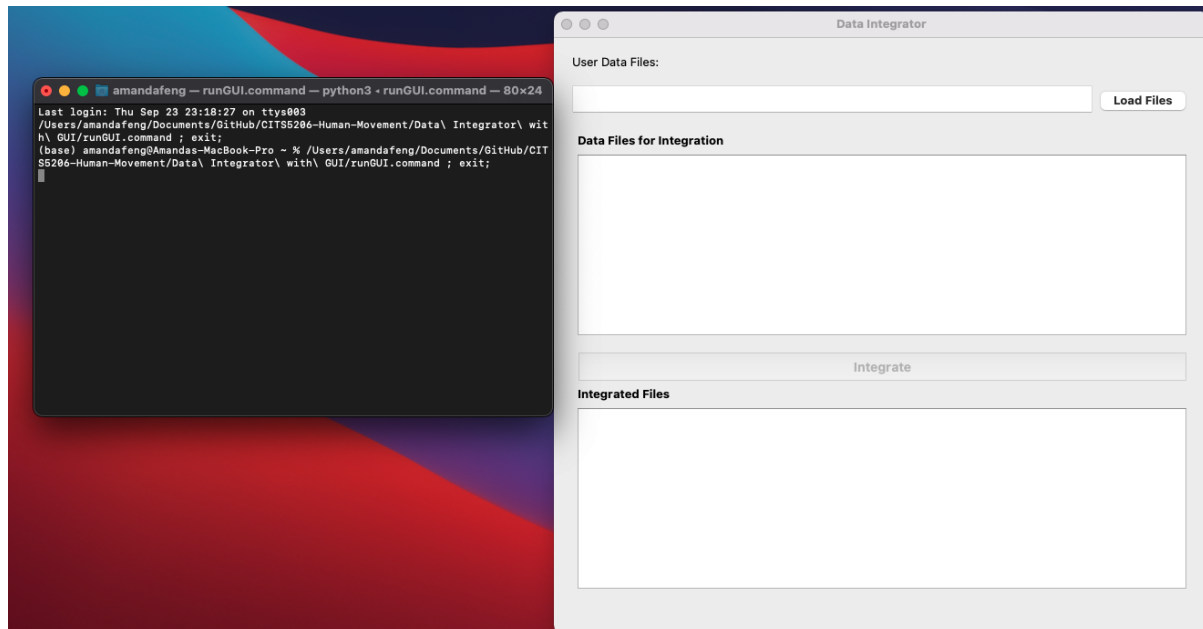 amandafeng — runGUI.command — python3 ◂ runGUI.command — 80×24
Last login: Thu Sep 23 23:18:27 on ttys003
/Users/amandafeng/Documents/GitHub/CITS5206-Human-Movement/Data\ Integrator\ wit
h\ GUI/runGUI.command ; exit;
(base) amandafeng@Amandas-MacBook-Pro ~ % /Users/amandafeng/Documents/GitHub/CIT
S5206-Human-Movement/Data\ Integrator\ with\ GUI/runGUI.command ; exit;
Data Integrator
User Data Files:
Load Files
Data Files for Integration
Integrate
Integrated Files